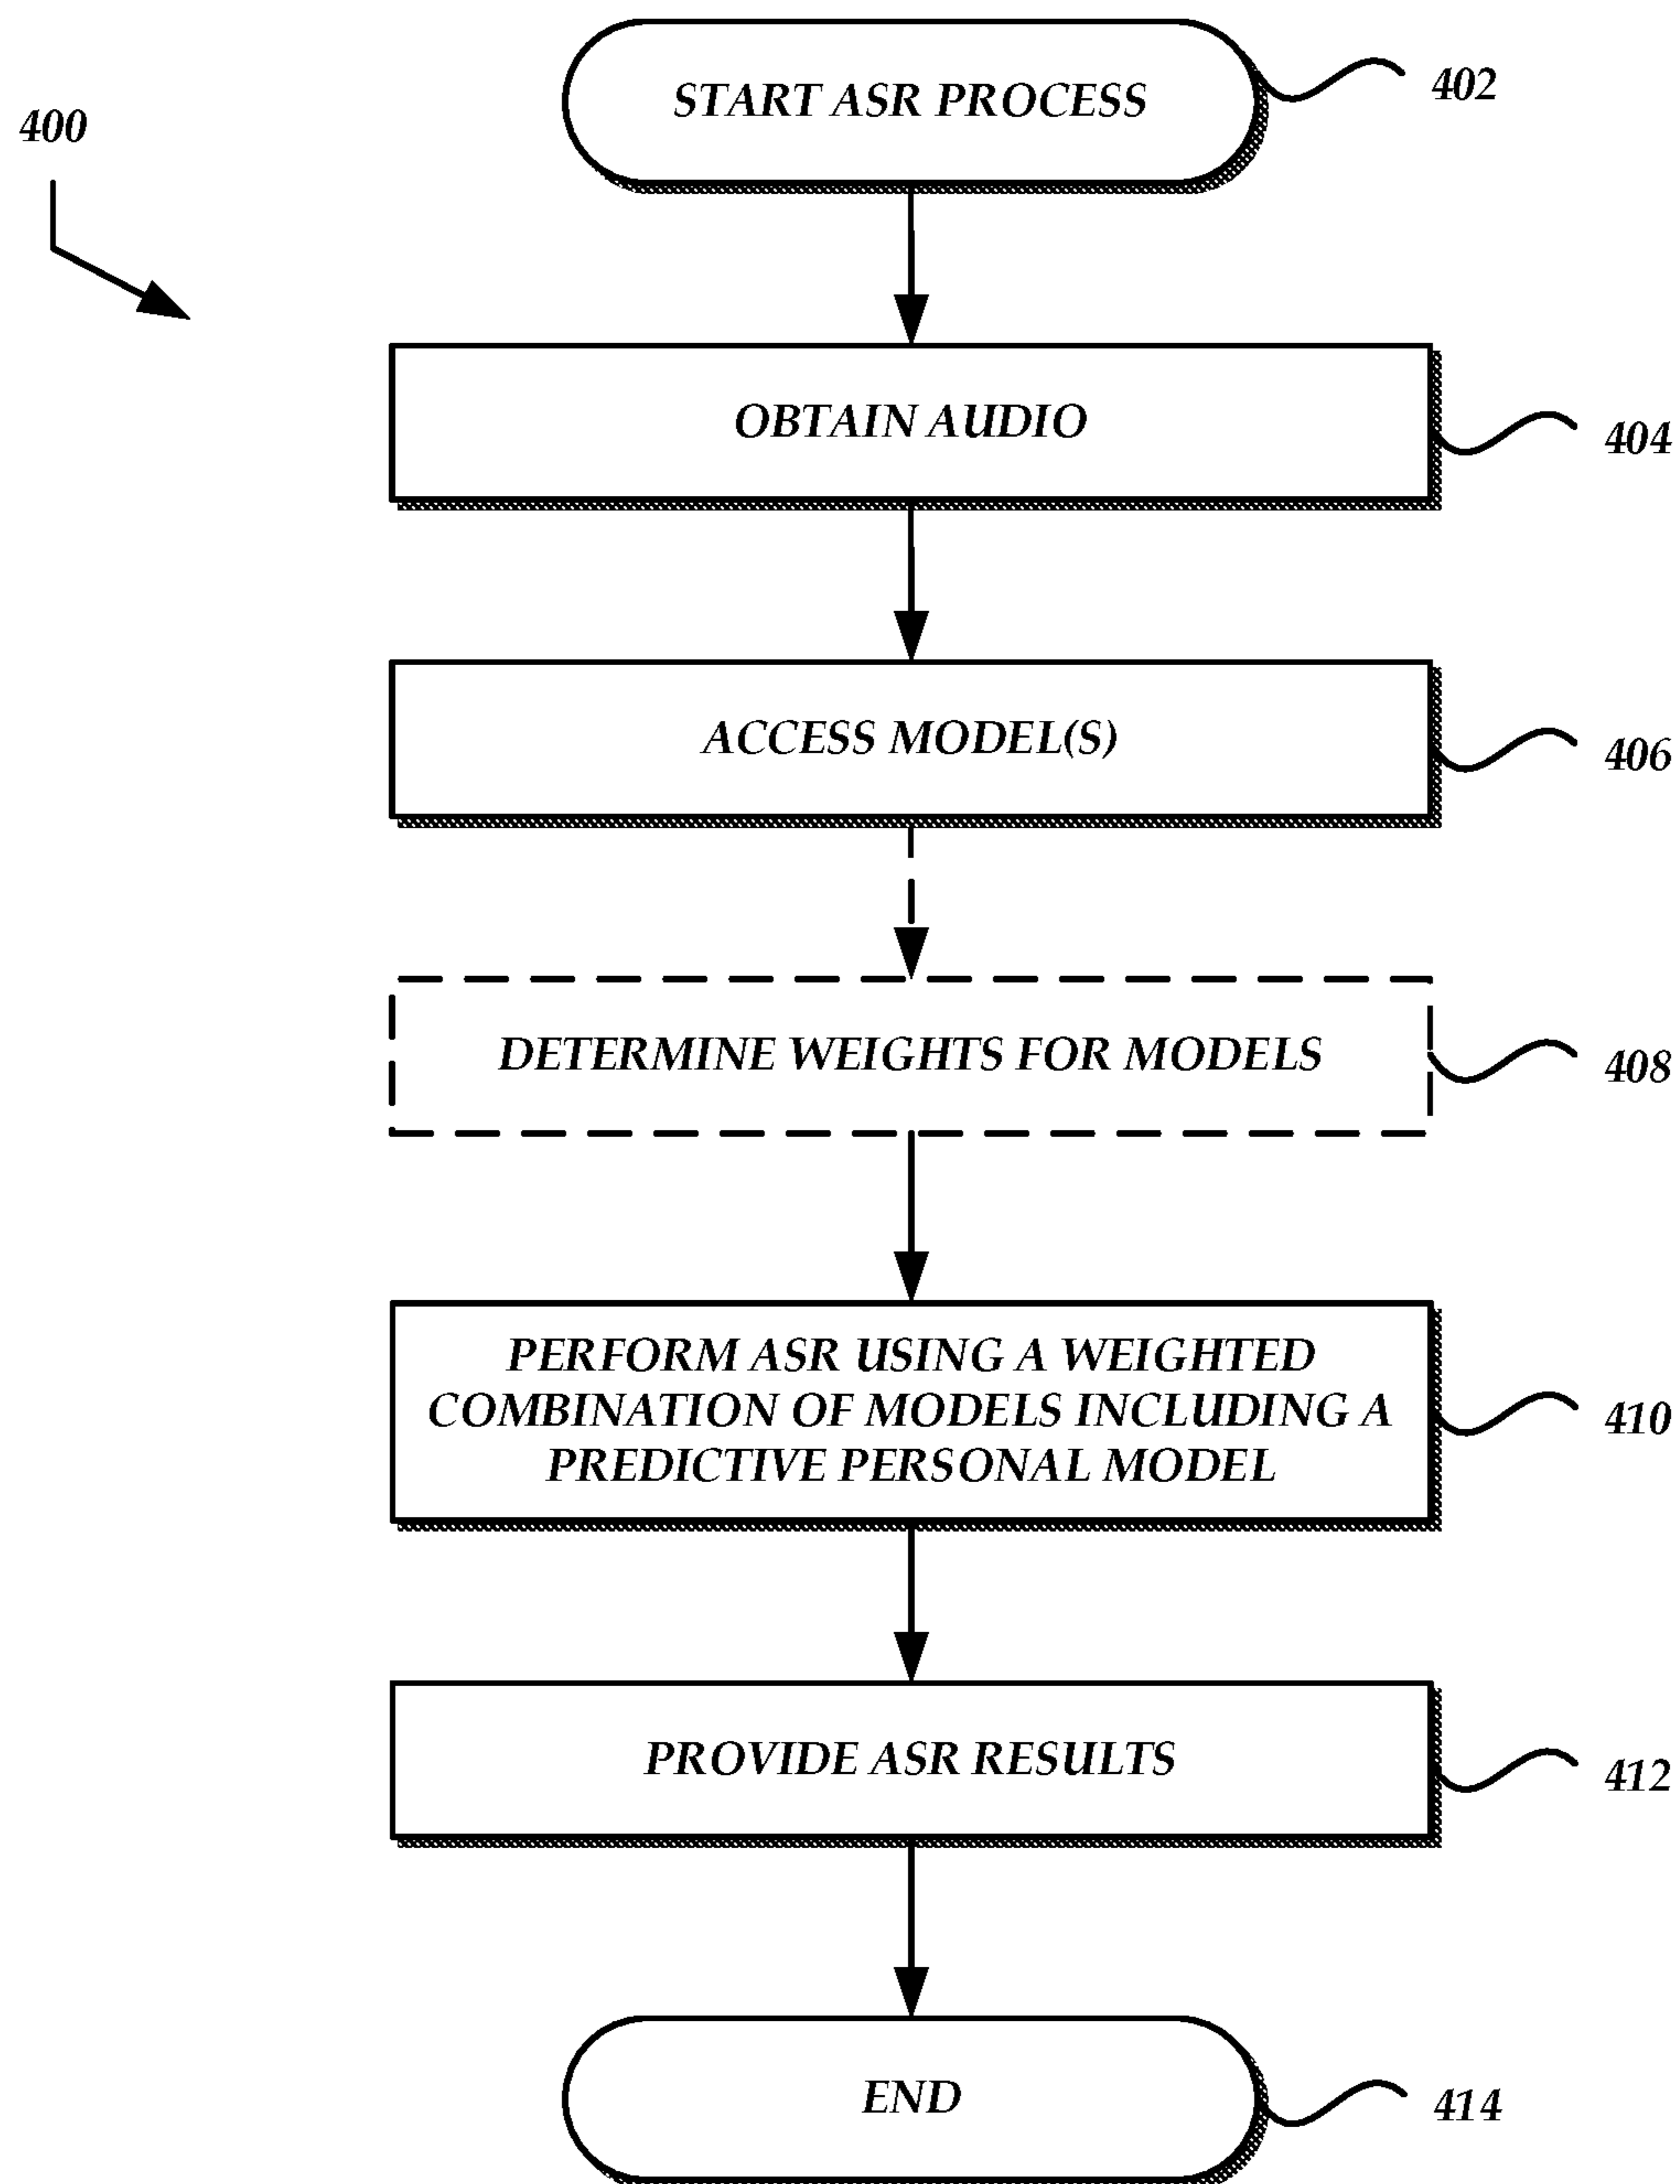 400
START ASR PROCESS
402
OBTAIN AUDIO
404
ACCESS MODEL(S)
406
DETERMINE WEIGHTS FOR MODELS
408
PERFORM ASR USING A WEIGHTED
COMBINATION OF MODELS INCLUDING A
PREDICTIVE PERSONAL MODEL
410
PROVIDE ASR RESULTS
412
END
414